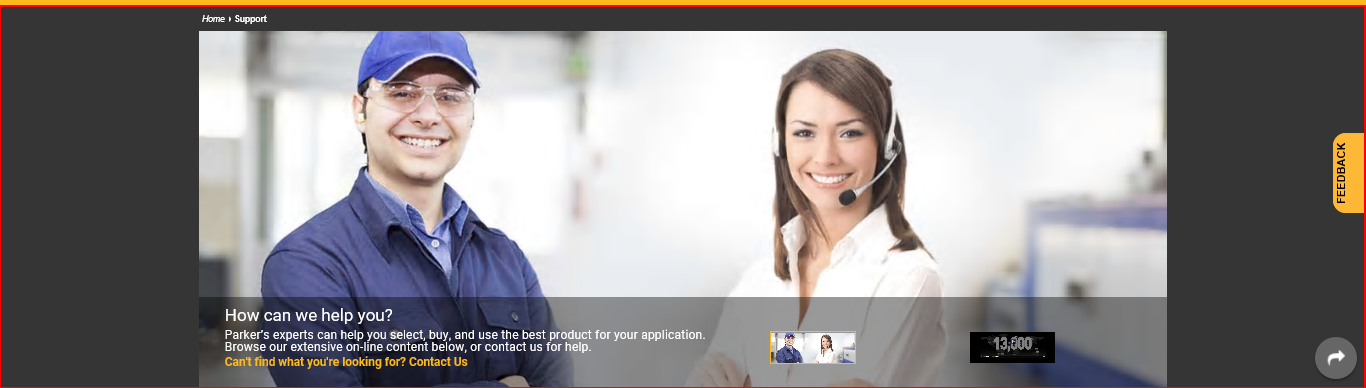 Home Support
FEEDBACK
How can we help you?
Parker's experts can help you select, buy, and use the best product for your application.
Browse our extensive on-line content below, or contact us for help.
Can't find what you're looking for? Contact Us
13,000